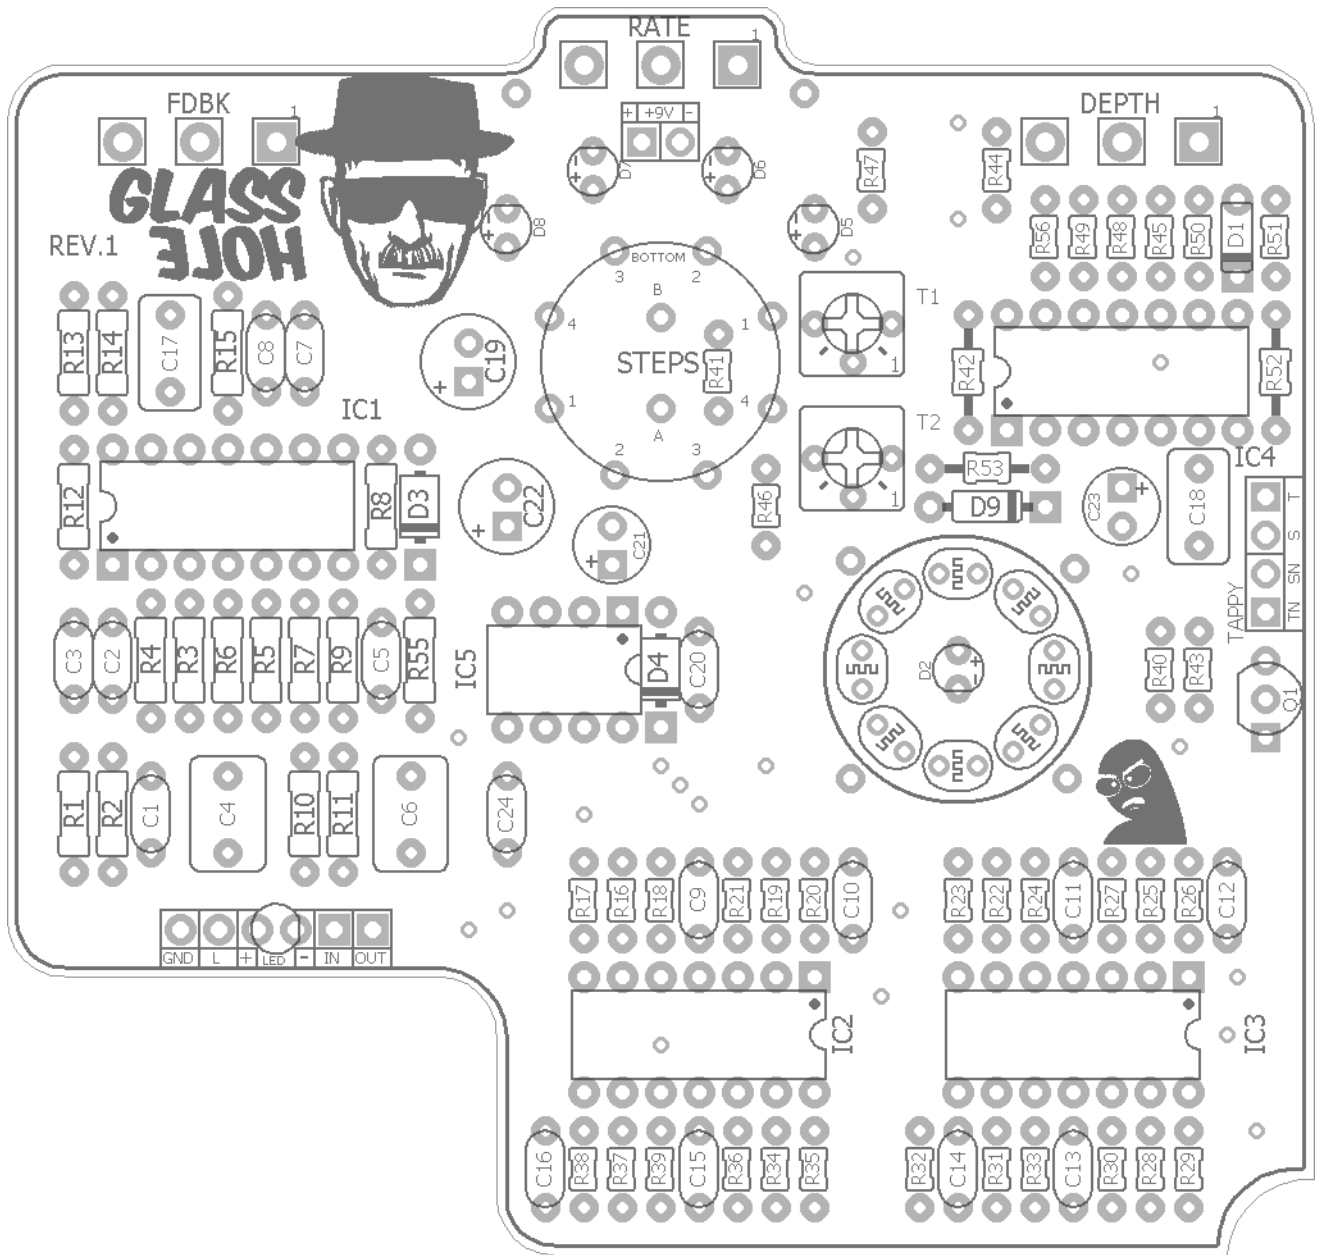 RATE
1
+ +9V -
FDBK
1
DEPTH
1
GLASS
HOLE
REV.1
D7
D6
D8
D5
R47
R44
R56
R49
R48
R45
R50
D1
R51
BOTTOM
3
2
B
4
1
STEPS
R41
1
4
A
2
3
T1
1
T2
1
R13
R14
C17
R15
C8
C7
+
C19
IC1
R42
R52
IC4
R12
R8
D3
+
C22
+
C21
R46
R53
D9
C23
+
C18
T
S
SN
TN
TAPPY
C3
C2
R4
R3
R6
R5
R7
R9
C5
R55
IC5
D4
C20
D2
+
-
R40
R43
Q1
R1
R2
C1
C4
R10
R11
C6
C24
R17
R16
R18
C9
R21
R19
R20
C10
R23
R22
R24
C11
R27
R25
R26
C12
GND L + LED - IN OUT
IC2
IC3
C16
R38
R37
R39
C15
R36
R34
R35
R32
C14
R31
R33
C13
R30
R28
R29